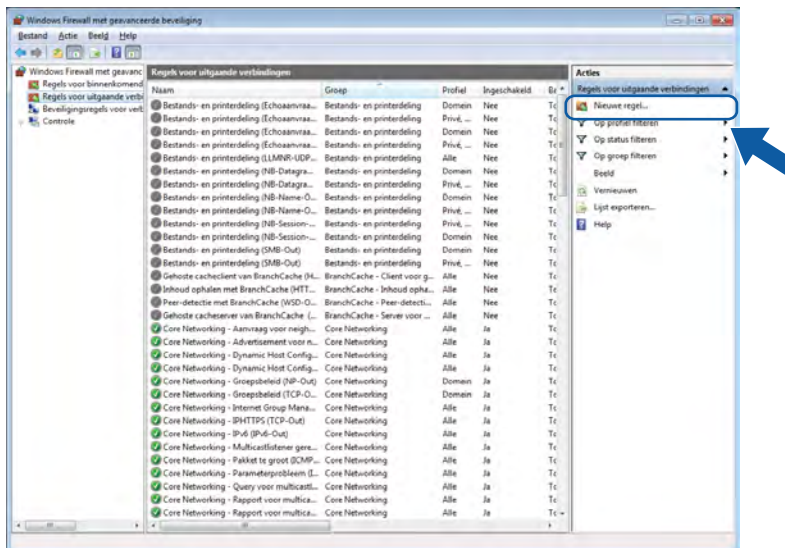 Windows Firewall met geavanceerde beveiliging
Bestand Actie Beeld Help
Windows Firewall met geavanc
Regels voor binnenkomend
Regels voor uitgaande verbi
Beveiligingsregels voor verb
Controle
Regels voor uitgaande verbindingen
Naam Groep Profiel Ingeschakeld
Bestands- en printerdeling (Echoaanvraa... Bestands- en printerdeling Domein Nee
Bestands- en printerdeling (Echoaanvraa... Bestands- en printerdeling Privé, ... Nee
Bestands- en printerdeling (Echoaanvraa... Bestands- en printerdeling Domein Nee
Bestands- en printerdeling (Echoaanvraa... Bestands- en printerdeling Privé, ... Nee
Bestands- en printerdeling (LLMNR-UDP... Bestands- en printerdeling Alle Nee
Bestands- en printerdeling (NB-Datagra... Bestands- en printerdeling Domein Nee
Bestands- en printerdeling (NB-Datagra... Bestands- en printerdeling Privé, ... Nee
Bestands- en printerdeling (NB-Name-O... Bestands- en printerdeling Domein Nee
Bestands- en printerdeling (NB-Name-O... Bestands- en printerdeling Privé, ... Nee
Bestands- en printerdeling (NB-Session-... Bestands- en printerdeling Privé, ... Nee
Bestands- en printerdeling (NB-Session-... Bestands- en printerdeling Domein Nee
Bestands- en printerdeling (SMB-Out) Bestands- en printerdeling Domein Nee
Bestands- en printerdeling (SMB-Out) Bestands- en printerdeling Privé, ... Nee
Gehoste cacheclient van BranchCache (H... BranchCache - Client voor g... Alle Nee
Inhoud ophalen met BranchCache (HTT... BranchCache - Inhoud opha... Alle Nee
Peer-detectie met BranchCache (WSD-O... BranchCache - Peer-detecti... Alle Nee
Gehoste cacheserver van BranchCache (... BranchCache - Server voor ... Alle Nee
Core Networking - Aanvraag voor neigh... Core Networking Alle Ja
Core Networking - Advertisement voor n... Core Networking Alle Ja
Core Networking - Dynamic Host Config... Core Networking Alle Ja
Core Networking - Dynamic Host Config... Core Networking Alle Ja
Core Networking - Groepsbeleid (NP-Out) Core Networking Domein Ja
Core Networking - Groepsbeleid (TCP-O... Core Networking Domein Ja
Core Networking - Internet Group Mana... Core Networking Alle Ja
Core Networking - IPHTTPS (TCP-Out) Core Networking Alle Ja
Core Networking - IPv6 (IPv6-Out) Core Networking Alle Ja
Core Networking - Multicastlistener gere... Core Networking Alle Ja
Core Networking - Pakket te groot (ICMP... Core Networking Alle Ja
Core Networking - Parameterprobleem (I... Core Networking Alle Ja
Core Networking - Query voor multicastl... Core Networking Alle Ja
Core Networking - Rapport voor multica... Core Networking Alle Ja
Core Networking - Rapport voor multica... Core Networking Alle Ja
Acties
Regels voor uitgaande verbindingen
Nieuwe regel...
Op profiel filteren
Op status filteren
Op groep filteren
Beeld
Vernieuwen
Lijst exporteren...
Help